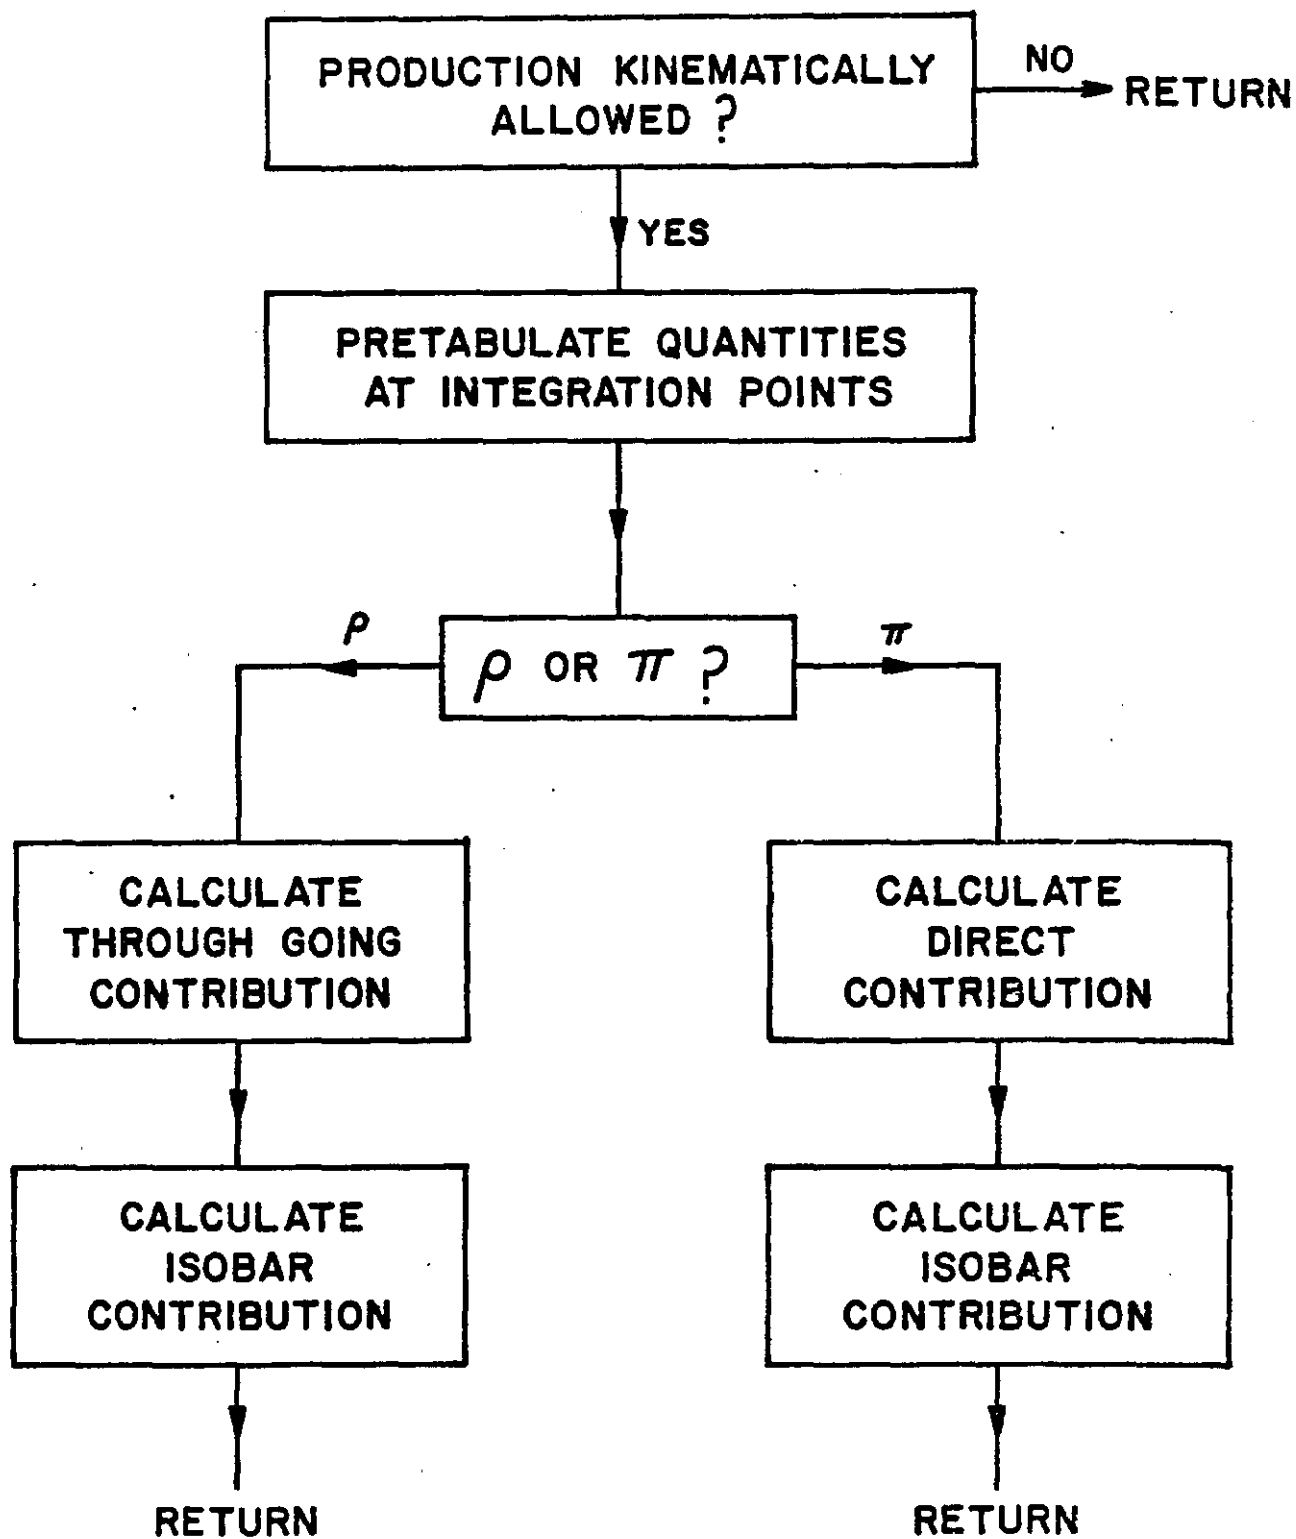 PRODUCTION KINEMATICALLY
ALLOWED ?
NO
RETURN
YES
PRETABULATE QUANTITIES
AT INTEGRATION POINTS
ρ
ρ OR π ?
π
CALCULATE
THROUGH GOING
CONTRIBUTION
CALCULATE
DIRECT
CONTRIBUTION
CALCULATE
ISOBAR
CONTRIBUTION
CALCULATE
ISOBAR
CONTRIBUTION
RETURN
RETURN